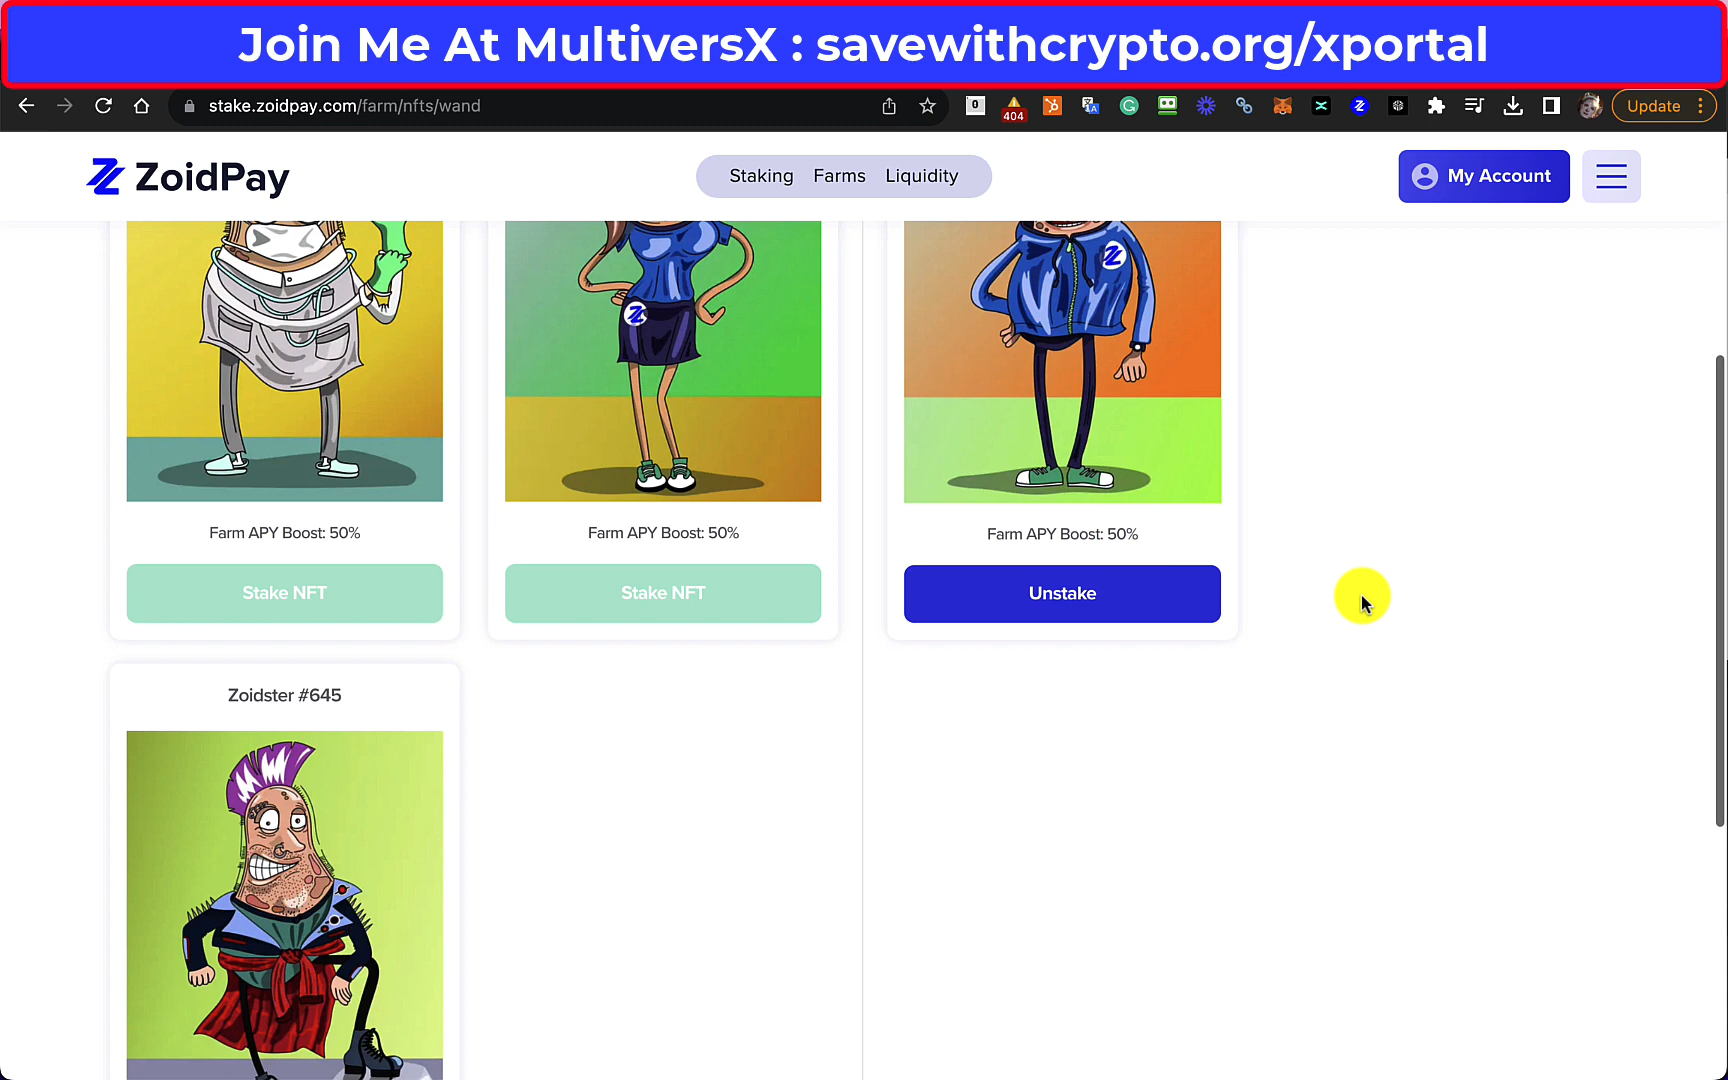 Join Me At MultiversX : savewithcrypto.org/xportal
stake.zoidpay.com/farm/nfts/wand
0
404
Update
ZoidPay
Staking Farms Liquidity
My Account
Farm APY Boost: 50%
Farm APY Boost: 50%
Farm APY Boost: 50%
Stake NFT
Stake NFT
Unstake
Zoidster #645